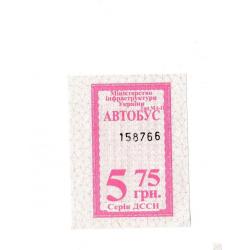 Міністерство
інфраструктури
України
АВТОБУС
158766
5 75
грн.
Серія ДССН